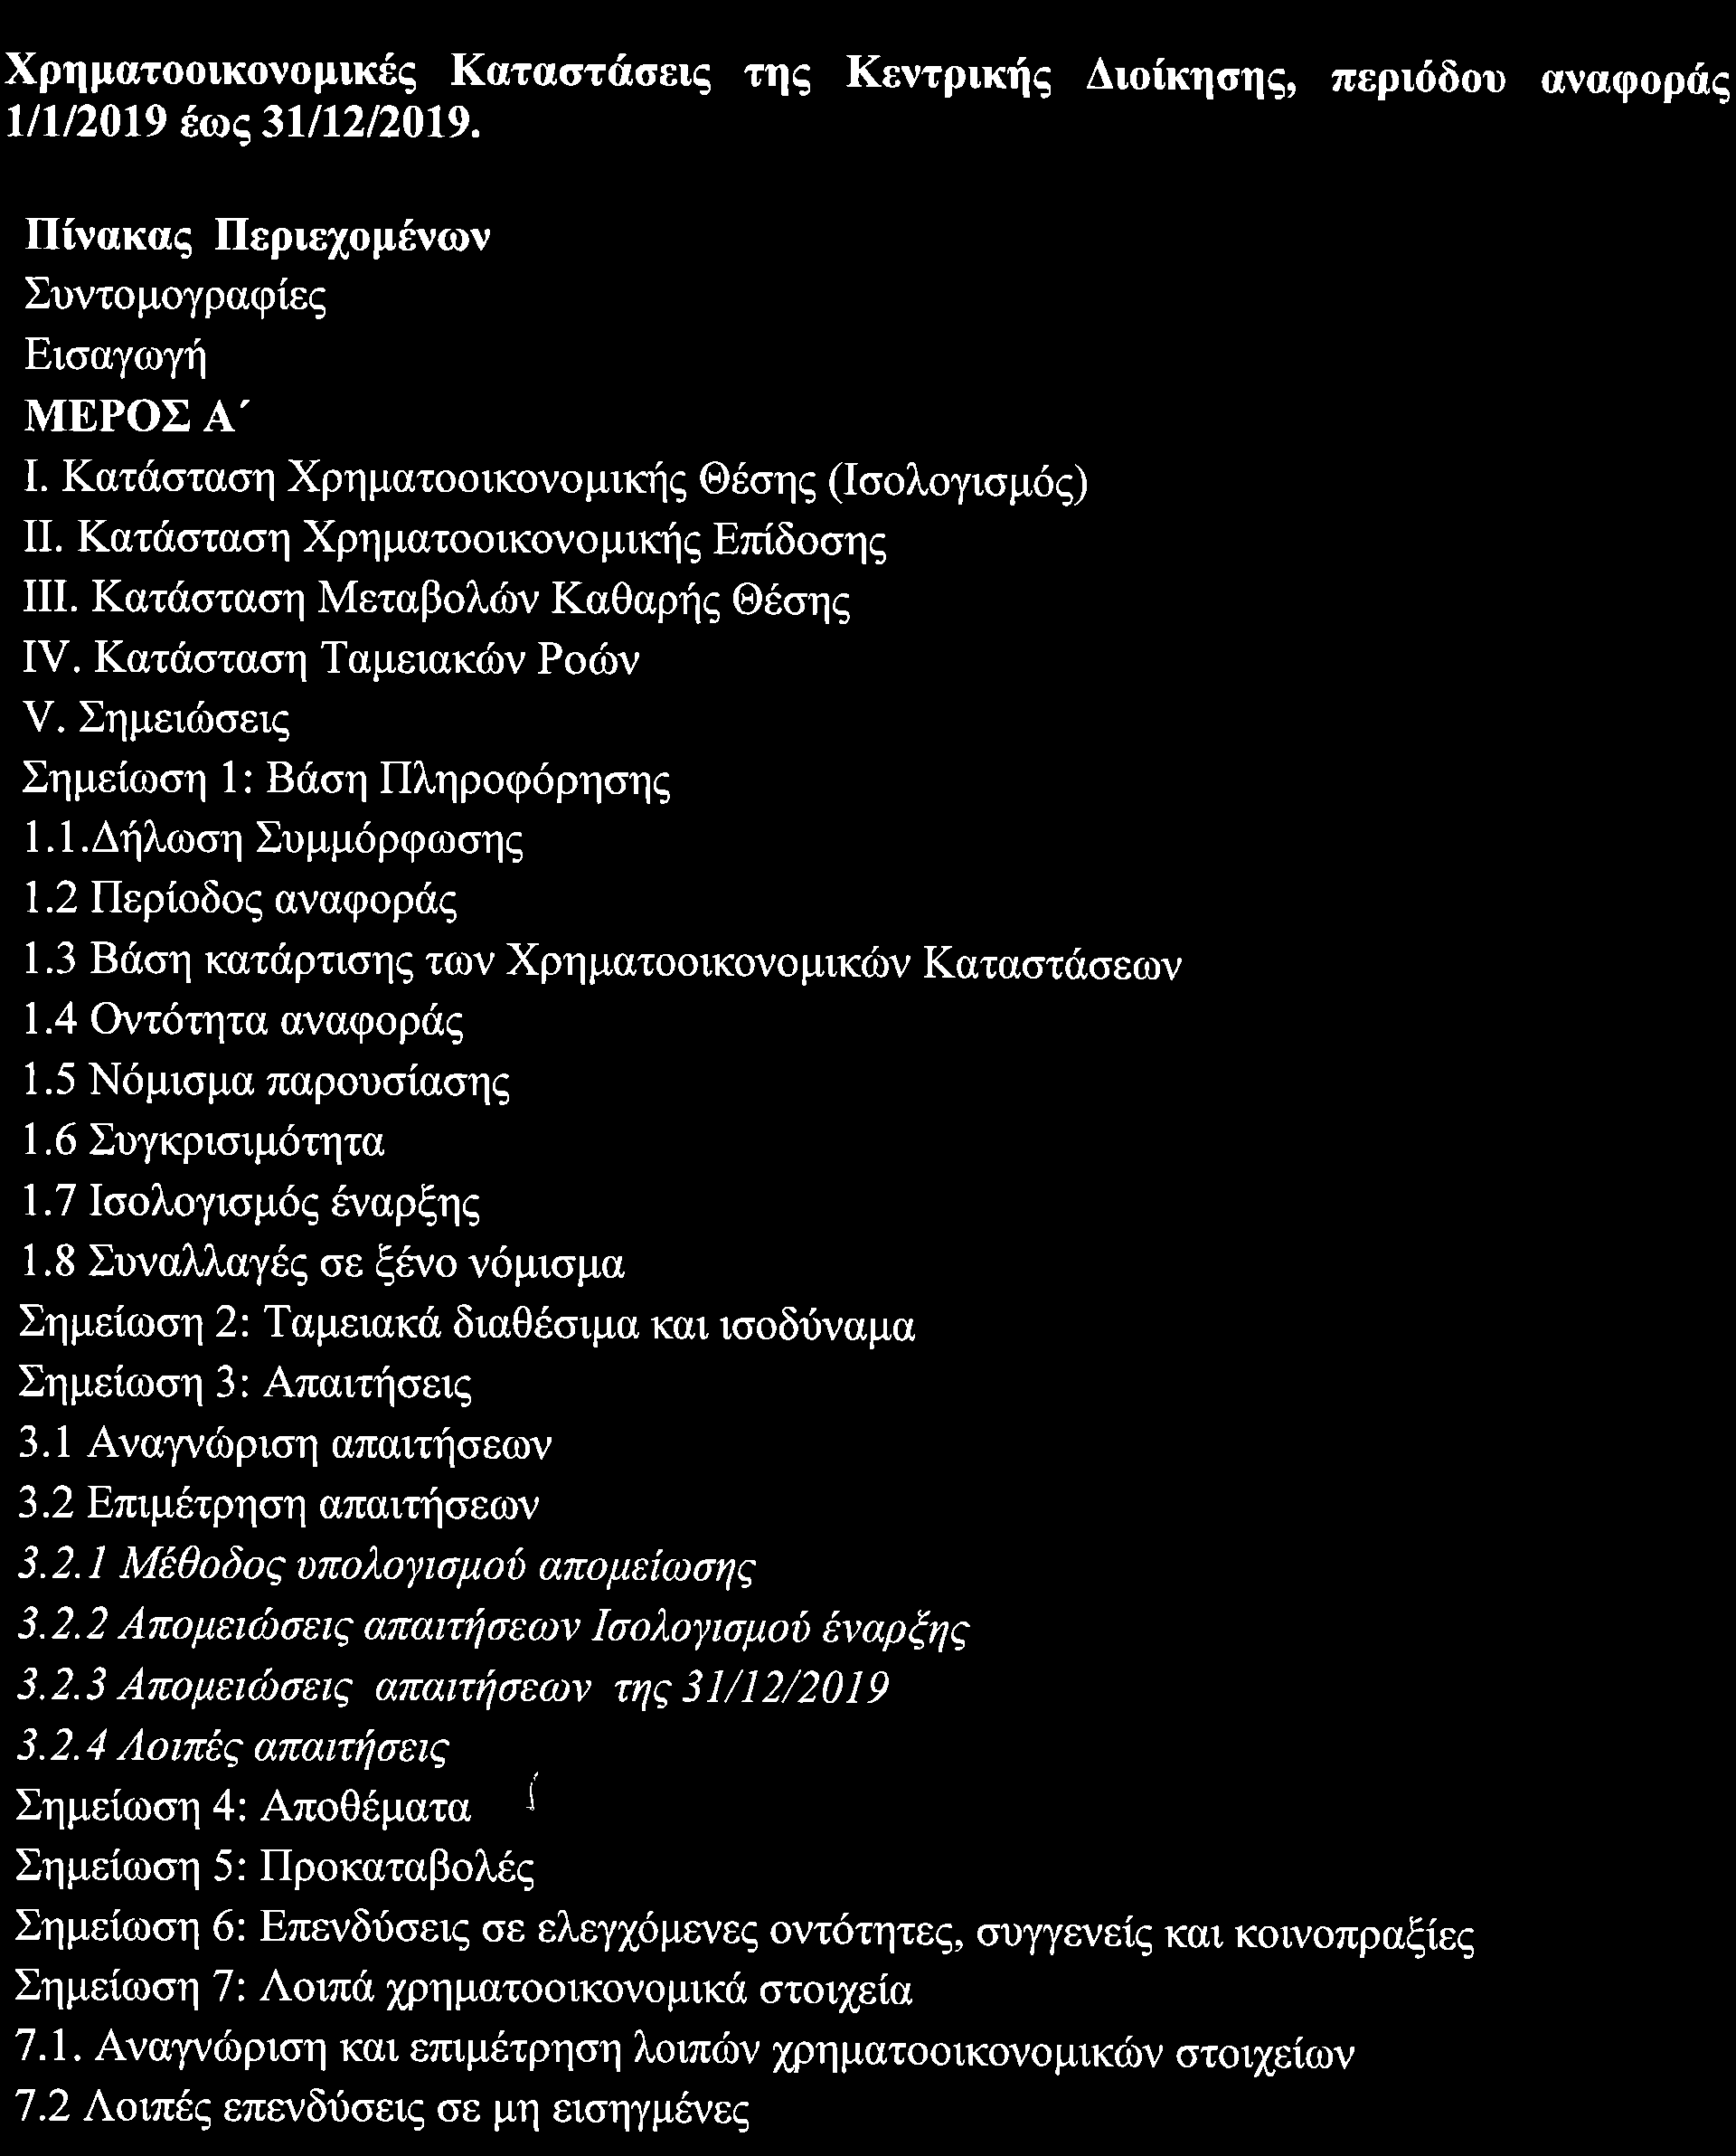 Χρηματοοικονομικές Καταστάσεις της Κεντρικής Διοίκησης, περιόδου αναφοράς
1/1/2019 έως 31/12/2019.
Πίνακας Περιεχομένων
Συντομογραφίες
Εισαγωγή
ΜΕΡΟΣ Α΄
I. Κατάσταση Χρηματοοικονομικής Θέσης (Ισολογισμός)
II. Κατάσταση Χρηματοοικονομικής Επίδοσης
III. Κατάσταση Μεταβολών Καθαρής Θέσης
IV. Κατάσταση Ταμειακών Ροών
V. Σημειώσεις
Σημείωση 1: Βάση Πληροφόρησης
1.1.Δήλωση Συμμόρφωσης
1.2 Περίοδος αναφοράς
1.3 Βάση κατάρτισης των Χρηματοοικονομικών Καταστάσεων
1.4 Οντότητα αναφοράς
1.5 Νόμισμα παρουσίασης
1.6 Συγκρισιμότητα
1.7 Ισολογισμός έναρξης
1.8 Συναλλαγές σε ξένο νόμισμα
Σημείωση 2: Ταμειακά διαθέσιμα και ισοδύναμα
Σημείωση 3: Απαιτήσεις
3.1 Αναγνώριση απαιτήσεων
3.2 Επιμέτρηση απαιτήσεων
3.2.1 Μέθοδος υπολογισμού απομείωσης
3.2.2 Απομειώσεις απαιτήσεων Ισολογισμού έναρξης
3.2.3 Απομειώσεις απαιτήσεων της 31/12/2019
3.2.4 Λοιπές απαιτήσεις
Σημείωση 4: Αποθέματα
Σημείωση 5: Προκαταβολές
Σημείωση 6: Επενδύσεις σε ελεγχόμενες οντότητες, συγγενείς και κοινοπραξίες
Σημείωση 7: Λοιπά χρηματοοικονομικά στοιχεία
7.1. Αναγνώριση και επιμέτρηση λοιπών χρηματοοικονομικών στοιχείων
7.2 Λοιπές επενδύσεις σε μη εισηγμένες